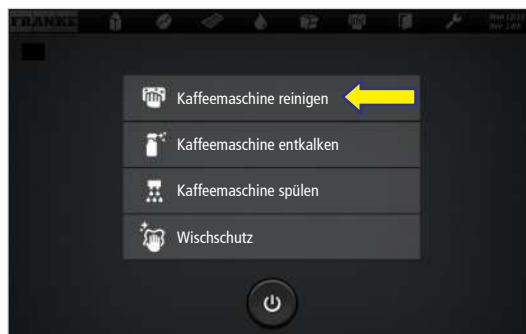 FRANKE
Kaffeemaschine reinigen
Kaffeemaschine entkalken
Kaffeemaschine spülen
Wischschutz